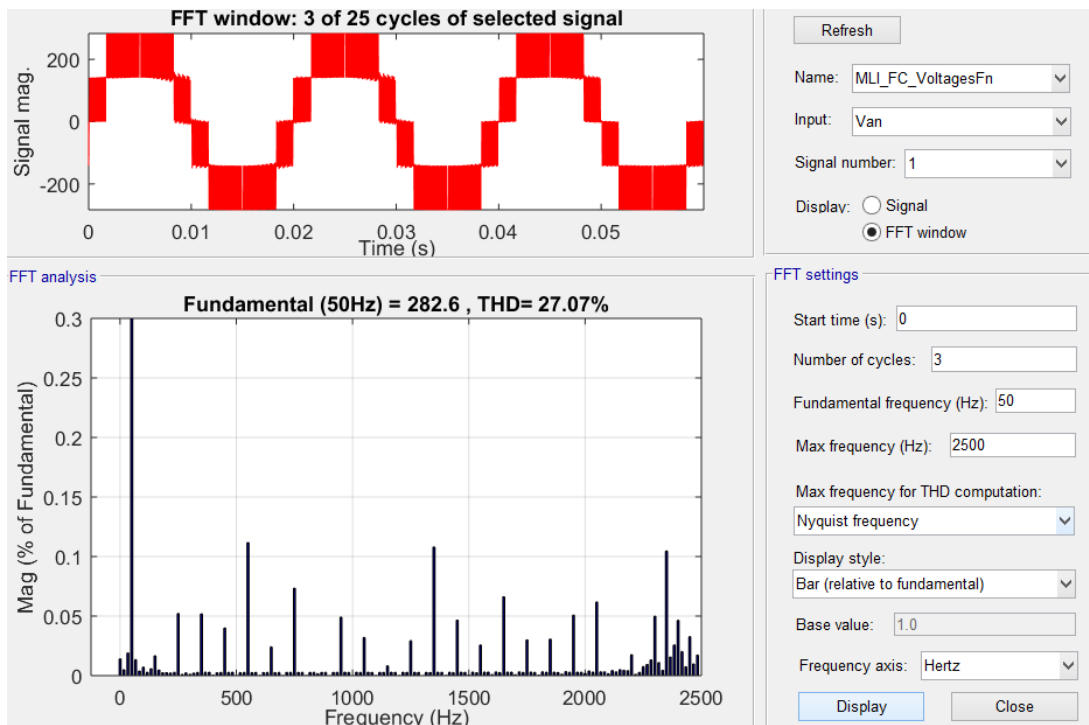 FFT window: 3 of 25 cycles of selected signal
Signal mag.
200
0
-200
0
0.01
0.02
0.03
0.04
0.05
Time (s)
Refresh
Name: MLI_FC_VoltagesFn
Input: Van
Signal number: 1
Display: Signal
FFT window
FFT analysis
Fundamental (50Hz) = 282.6 , THD= 27.07%
Mag (% of Fundamental)
0.3
0.25
0.2
0.15
0.1
0.05
0
0
500
1000
1500
2000
2500
Frequency (Hz)
FFT settings
Start time (s): 0
Number of cycles: 3
Fundamental frequency (Hz): 50
Max frequency (Hz): 2500
Max frequency for THD computation:
Nyquist frequency
Display style:
Bar (relative to fundamental)
Base value: 1.0
Frequency axis: Hertz
Display
Close